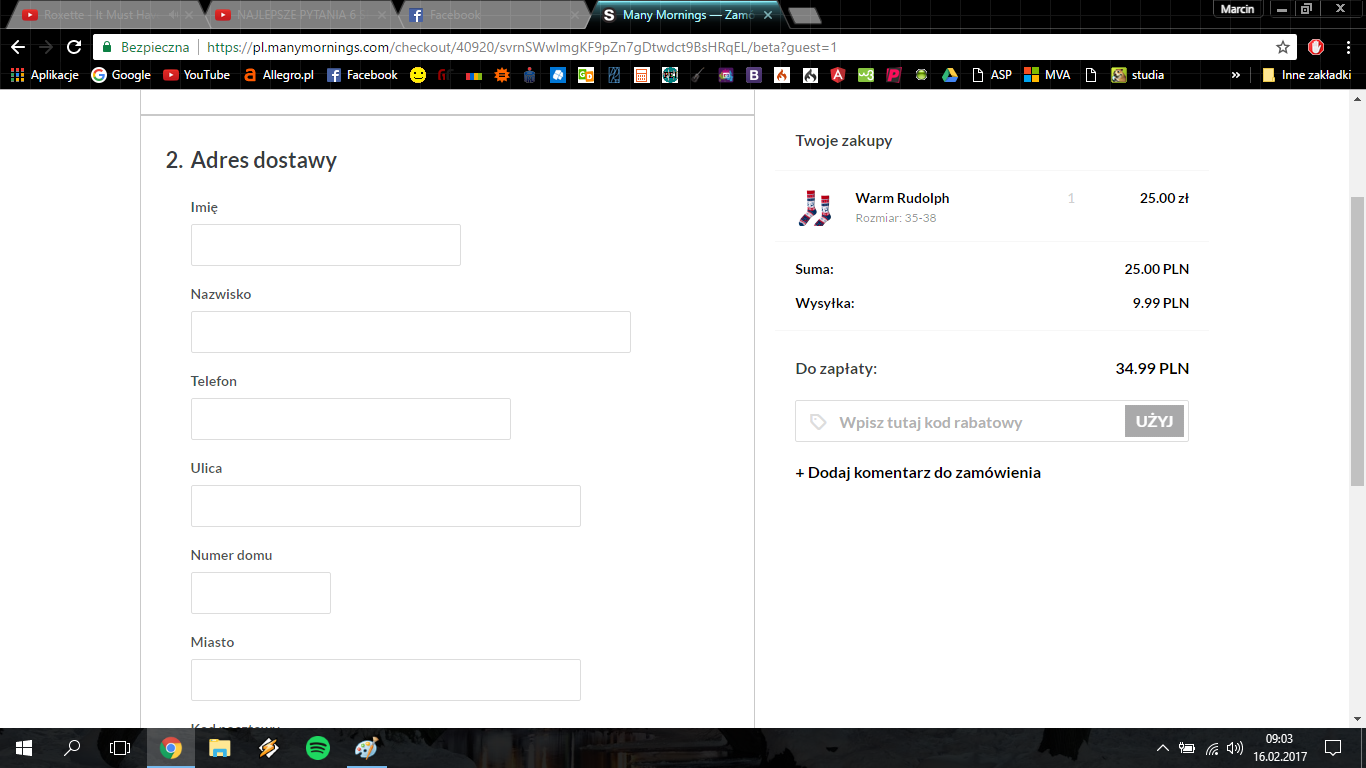 Roxette - It Must Ha
NAJLEPSZE PYTANIA 6
Facebook
Many Mornings — Zamó
Marcin
Bezpieczna
https://pl.manymornings.com/checkout/40920/svrnSWwlmgKF9pZn7gDtwdct9BsHRqEL/beta?guest=1
Aplikacje
Google
YouTube
Allegro.pl
Facebook
ASP
MVA
studia
»
Inne zakładki
2. Adres dostawy
Imię
Nazwisko
Telefon
Ulica
Numer domu
Miasto
Kod pocztowy
Twoje zakupy
Warm Rudolph 1 25.00 zł
Rozmiar: 35-38
Suma: 25.00 PLN
Wysyłka: 9.99 PLN
Do zapłaty: 34.99 PLN
Wpisz tutaj kod rabatowy UŻYJ
+ Dodaj komentarz do zamówienia
09:03
16.02.2017